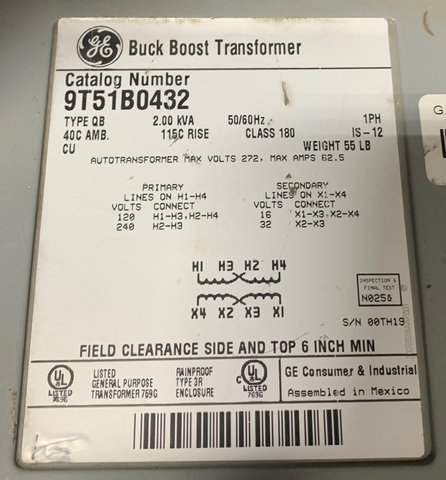 GE Buck Boost Transformer
Catalog Number
9T51B0432
TYPE QB 2.00 kVA 50/60Hz 1PH
40C AMB. 115C RISE CLASS 180 IS-12
CU WEIGHT 55 LB
AUTOTRANSFORMER MAX VOLTS 272, MAX AMPS 62.5
PRIMARY SECONDARY
LINES ON H1-H4 LINES ON X1-X4
VOLTS CONNECT VOLTS CONNECT
120 H1-H3,H2-H4 16 X1-X3,X2-X4
240 H2-H3 32 X2-X3
H1 H3 H2 H4
X4 X2 X3 X1
INSPECTION &
FINAL TEST
S/N 00TH19
FIELD CLEARANCE SIDE AND TOP 6 INCH MIN
UL LISTED 769G
LISTED
GENERAL PURPOSE
TRANSFORMER 769G
RAINPROOF
TYPE 3R
ENCLOSURE
C UL LISTED 769G
GE Consumer & Industrial
Assembled in Mexico